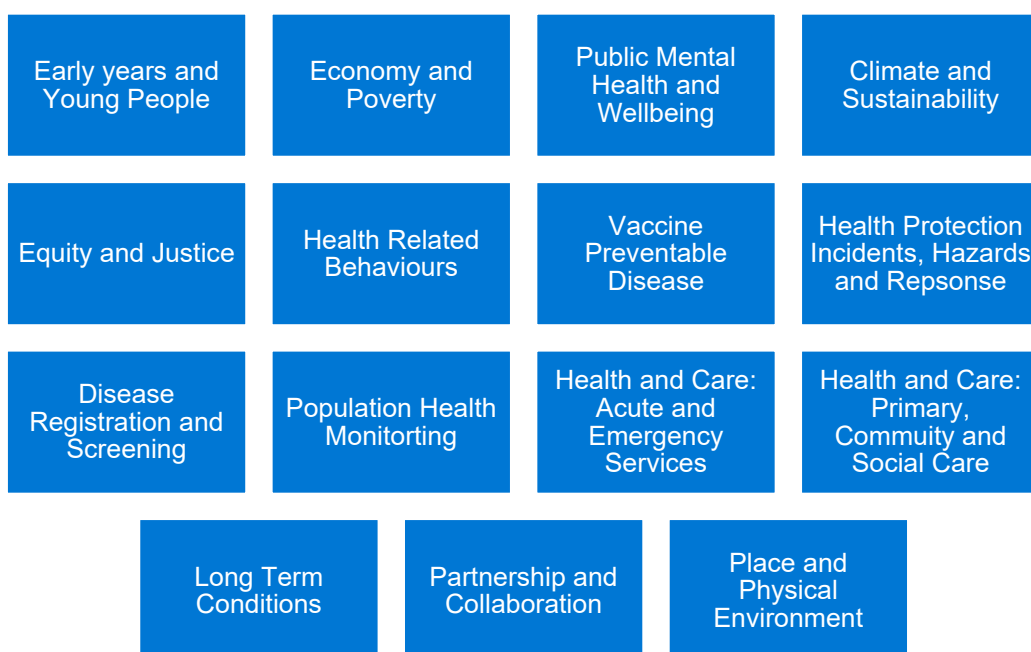 Early years and
Young People
Economy and
Poverty
Public Mental
Health and
Wellbeing
Climate and
Sustainability
Equity and Justice
Health Related
Behaviours
Vaccine
Preventable
Disease
Health Protection
Incidents, Hazards
and Repsonse
Disease
Registration and
Screening
Population Health
Monitorting
Health and Care:
Acute and
Emergency
Services
Health and Care:
Primary,
Commuity and
Social Care
Long Term
Conditions
Partnership and
Collaboration
Place and
Physical
Environment